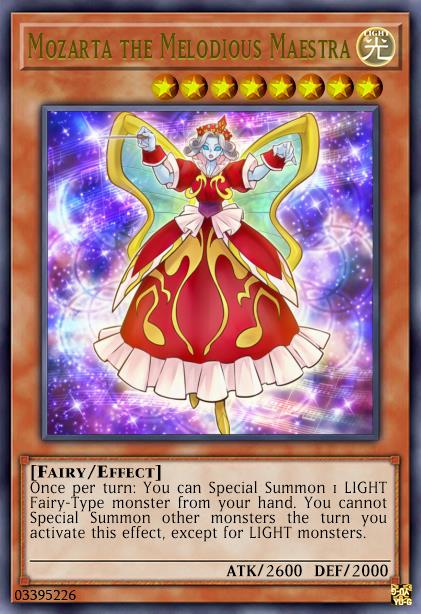 Mozarta the Melodious Maestra
LIGHT
光
[Fairy/Effect]
Once per turn: You can Special Summon 1 LIGHT
Fairy-Type monster from your hand. You cannot
Special Summon other monsters the turn you
activate this effect, except for LIGHT monsters.
ATK/2600 DEF/2000
03395226